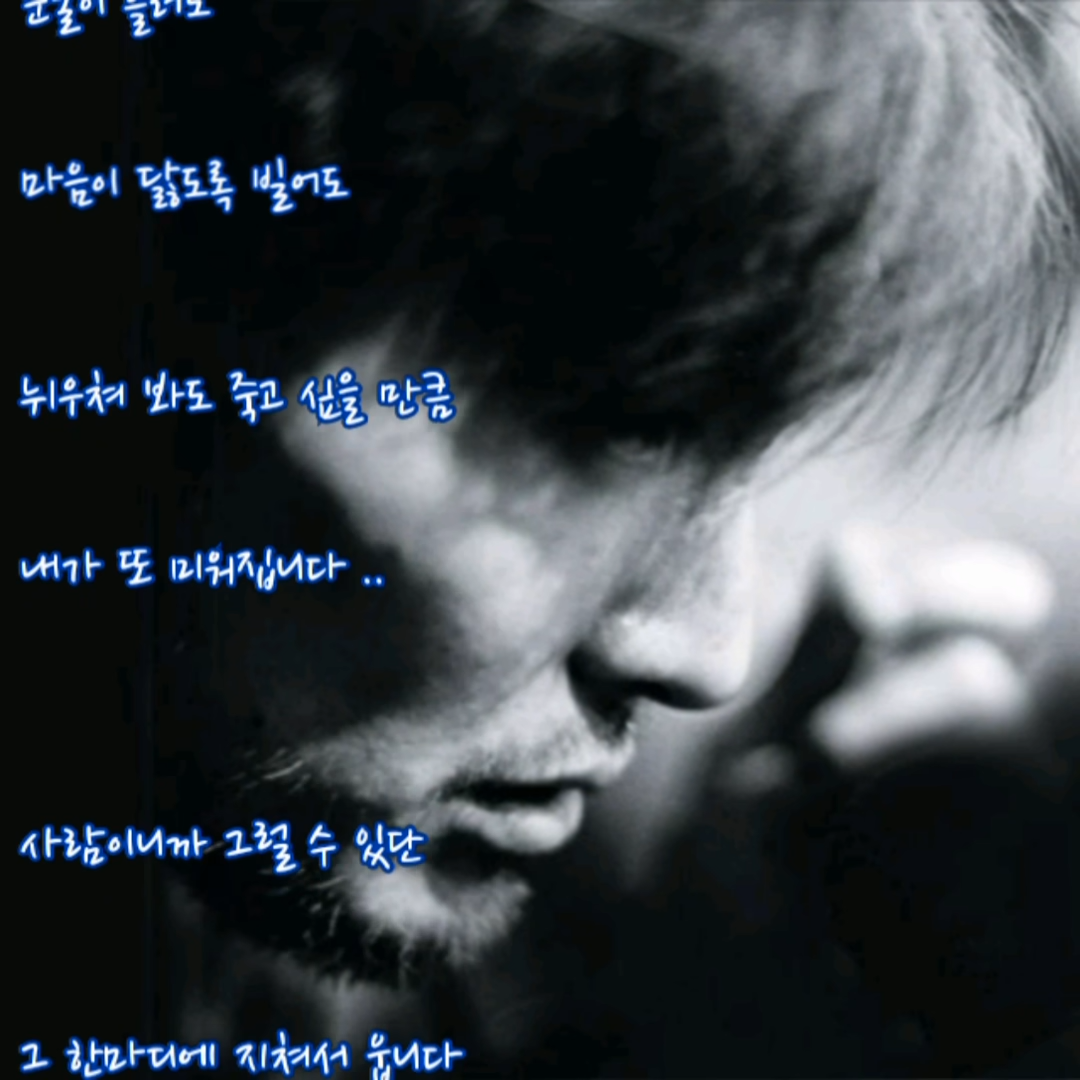 마음이 닳도록 빌어도
뉘우쳐 봐도 죽고 싶을 만큼
내가 또 미워집니다 ..
사람이니까 그럴 수 있단
그 한마디에 지쳐서 웁니다